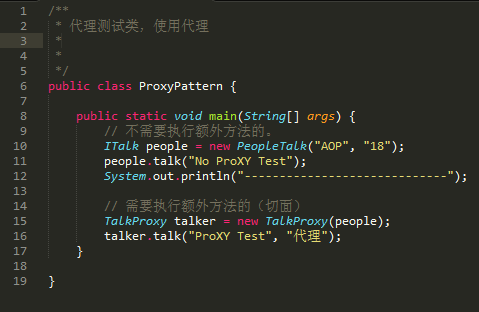 1 /**
2  * 代理测试类，使用代理
3  *
4  *
5  */
6 public class ProxyPattern {
7
8     public static void main(String[] args) {
9         // 不需要执行额外方法的。
10         ITalk people = new PeopleTalk("AOP", "18");
11         people.talk("No ProXY Test");
12         System.out.println("-----------------------------");
13
14         // 需要执行额外方法的（切面）
15         TalkProxy talker = new TalkProxy(people);
16         talker.talk("ProXY Test", "代理");
17     }
18
19 }